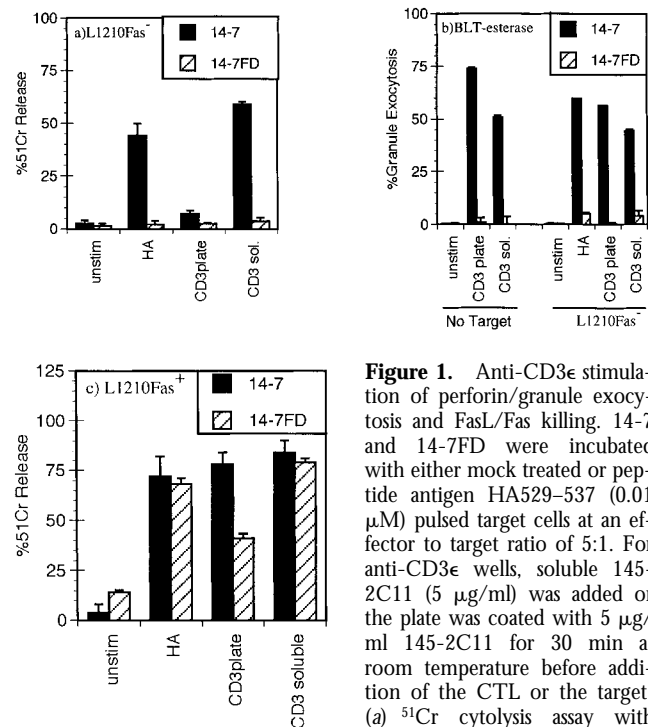 a)L1210Fas-
14-7
14-7FD
100
75
50
25
0
%51Cr Release
unstim
HA
CD3plate
CD3 sol.
b)BLT-esterase
14-7
14-7FD
100
75
50
25
0
%Granule Exocytosis
unstim
CD3 plate
CD3 sol.
unstim
HA
CD3 plate
CD3 sol.
No Target
L1210Fas-
c) L1210Fas+
14-7
14-7FD
125
100
75
50
25
0
%51Cr Release
unstim
HA
CD3plate
CD3 soluble
Figure 1. Anti-CD3ϵ stimula-
tion of perforin/granule exocy-
tosis and FasL/Fas killing. 14-7
and 14-7FD were incubated
with either mock treated or pep-
tide antigen HA529–537 (0.01
μM) pulsed target cells at an ef-
fector to target ratio of 5:1. For
anti-CD3ϵ wells, soluble 145-
2C11 (5 μg/ml) was added or
the plate was coated with 5 μg/
ml 145-2C11 for 30 min a
room temperature before addi-
tion of the CTL or the target
(a) 51Cr cytolysis assay with